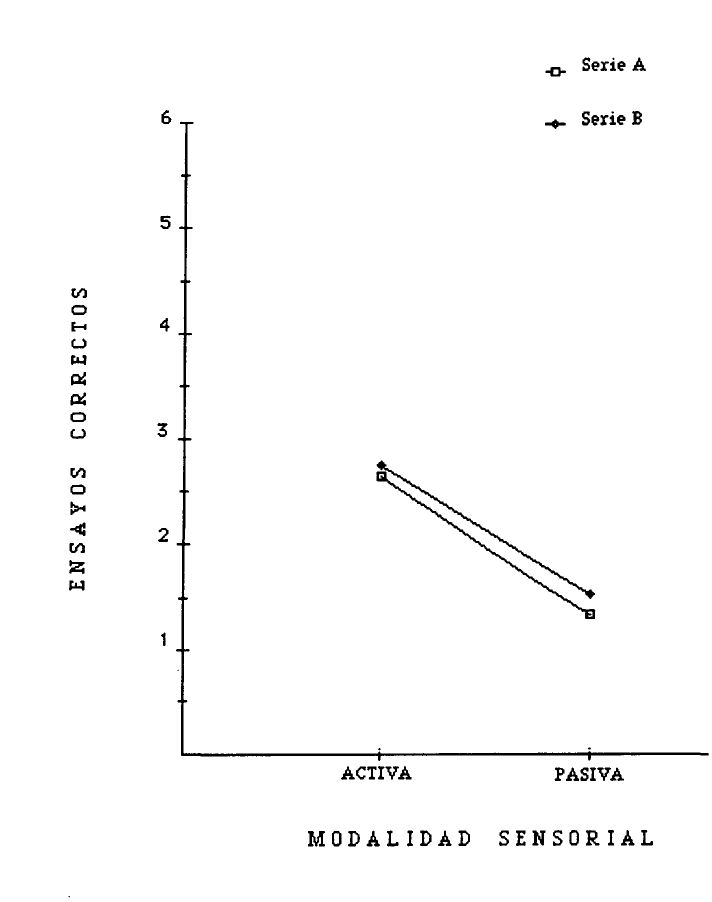 Serie A
Serie B
6
5
4
3
2
1
ENSAYOS CORRECTOS
ACTIVA
PASIVA
MODALIDAD SENSORIAL